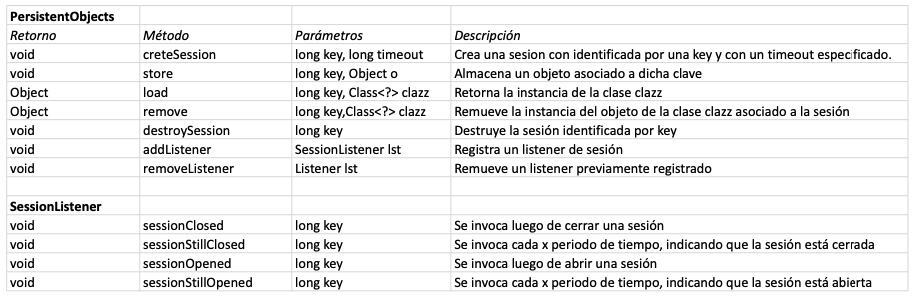 PersistentObjects
Retorno Método Parámetros Descripción
void creteSession long key, long timeout Crea una sesion con identificada por una key y con un timeout especificado.
void store long key, Object o Almacena un objeto asociado a dicha clave
Object load long key, Class<?> clazz Retorna la instancia de la clase clazz
Object remove long key,Class<?> clazz Remueve la instancia del objeto de la clase clazz asociado a la sesión
void destroySession long key Destruye la sesión identificada por key
void addListener SessionListener lst Registra un listener de sesión
void removeListener Listener lst Remueve un listener previamente registrado
SessionListener
void sessionClosed long key Se invoca luego de cerrar una sesión
void sessionStillClosed long key Se invoca cada x periodo de tiempo, indicando que la sesión está cerrada
void sessionOpened long key Se invoca luego de abrir una sesión
void sessionStillOpened long key Se invoca cada x periodo de tiempo, indicando que la sesión está abierta